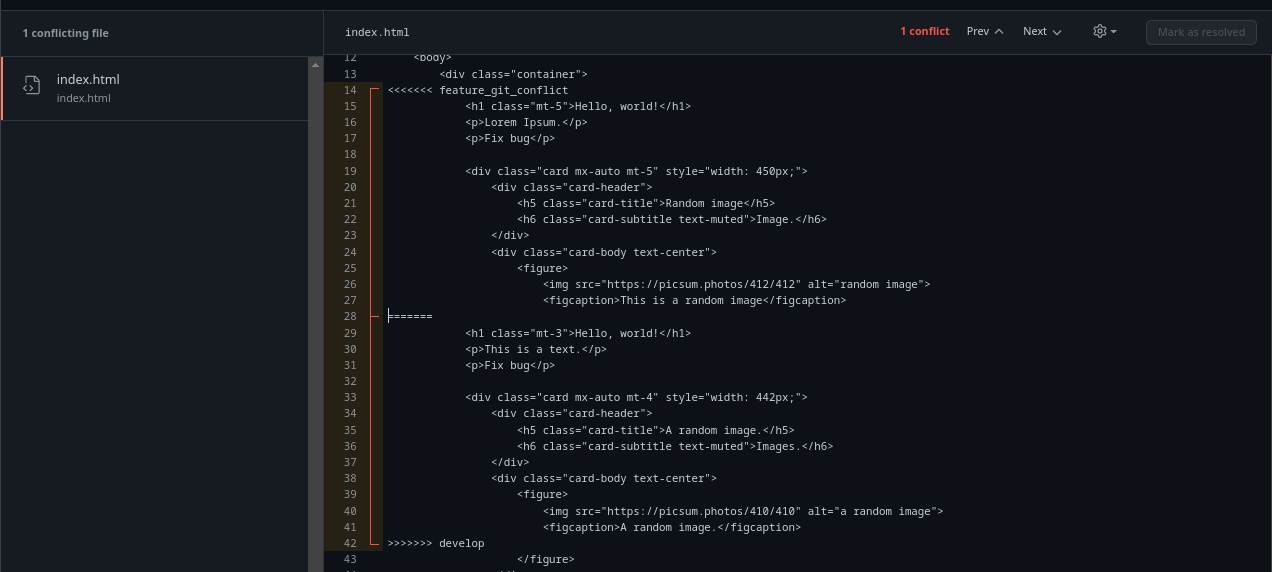 1 conflicting file
index.html
1 conflict
Prev
Next
Mark as resolved
index.html
index.html
12 <body>
13 <div class="container">
14 <<<<<<< feature_git_conflict
15 <h1 class="mt-5">Hello, world!</h1>
16 <p>Lorem Ipsum.</p>
17 <p>Fix bug</p>
18
19 <div class="card mx-auto mt-5" style="width: 450px;">
20 <div class="card-header">
21 <h5 class="card-title">Random image</h5>
22 <h6 class="card-subtitle text-muted">Image.</h6>
23 </div>
24 <div class="card-body text-center">
25 <figure>
26 <img src="https://picsum.photos/412/412" alt="random image">
27 <figcaption>This is a random image</figcaption>
28 =======
29 <h1 class="mt-3">Hello, world!</h1>
30 <p>This is a text.</p>
31 <p>Fix bug</p>
32
33 <div class="card mx-auto mt-4" style="width: 442px;">
34 <div class="card-header">
35 <h5 class="card-title">A random image.</h5>
36 <h6 class="card-subtitle text-muted">Images.</h6>
37 </div>
38 <div class="card-body text-center">
39 <figure>
40 <img src="https://picsum.photos/410/410" alt="a random image">
41 <figcaption>A random image.</figcaption>
42 >>>>>>> develop
43 </figure>